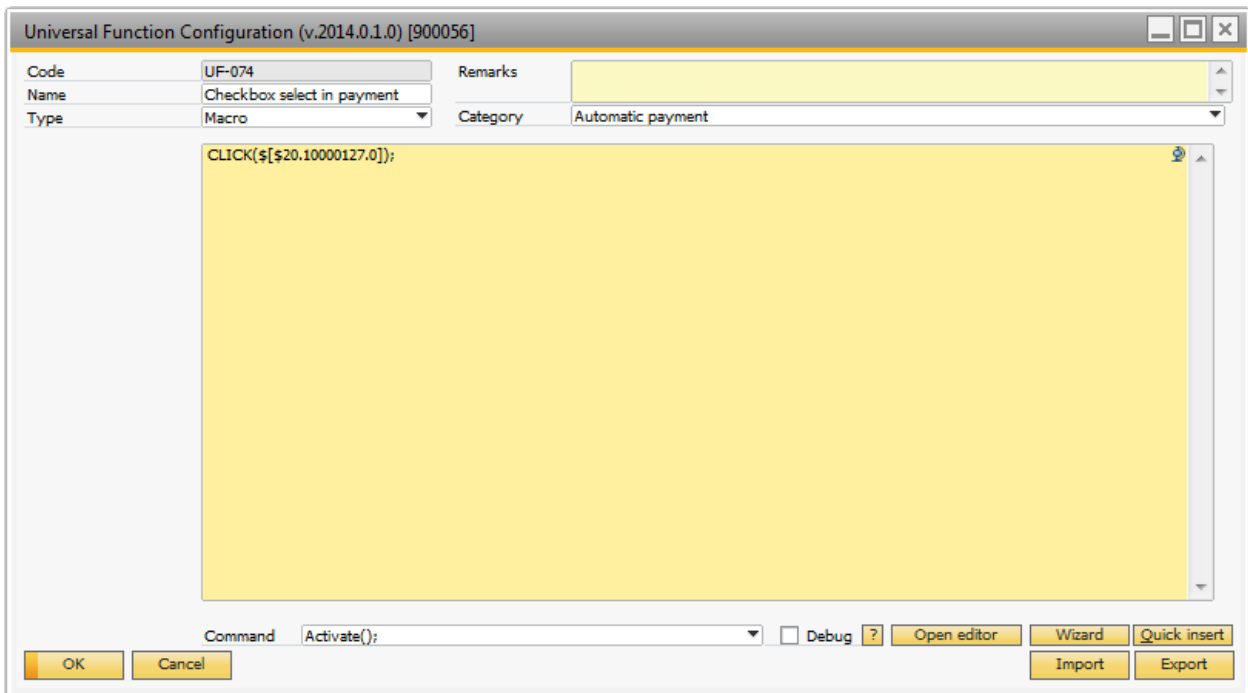 Universal Function Configuration (v.2014.0.1.0) [900056]
Code UF-074 Remarks
Name Checkbox select in payment
Type Macro Category Automatic payment
CLICK($[$20.10000127.0]);
Command Activate(); Debug ? Open editor Wizard Quick insert
OK Cancel Import Export